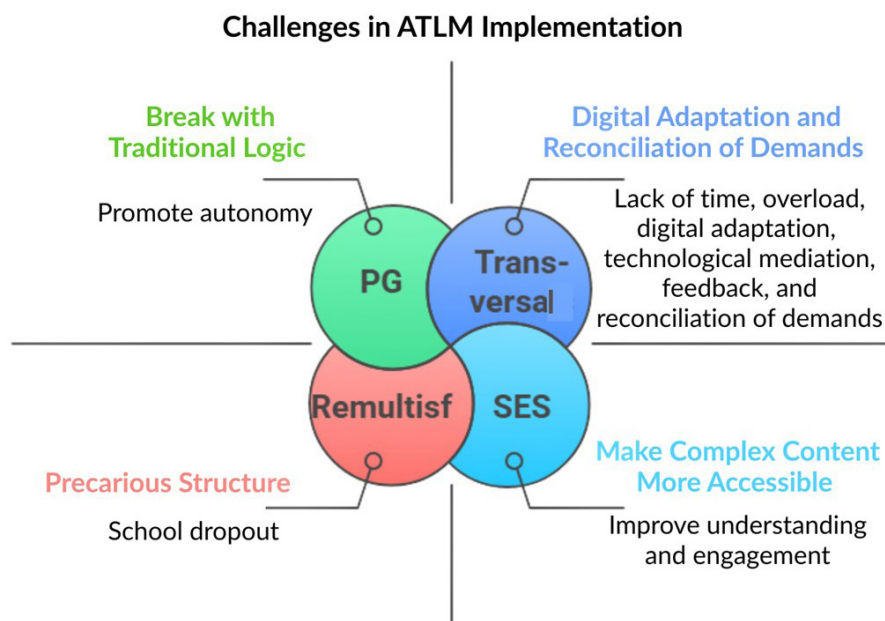 Challenges in ATLM Implementation
Break with
Traditional Logic
Promote autonomy
Digital Adaptation and
Reconciliation of Demands
Lack of time, overload,
digital adaptation,
technological mediation,
feedback, and
reconciliation of demands
PG
Trans-
versal
Remultisf
SES
Precarious Structure
School dropout
Make Complex Content
More Accessible
Improve understanding
and engagement